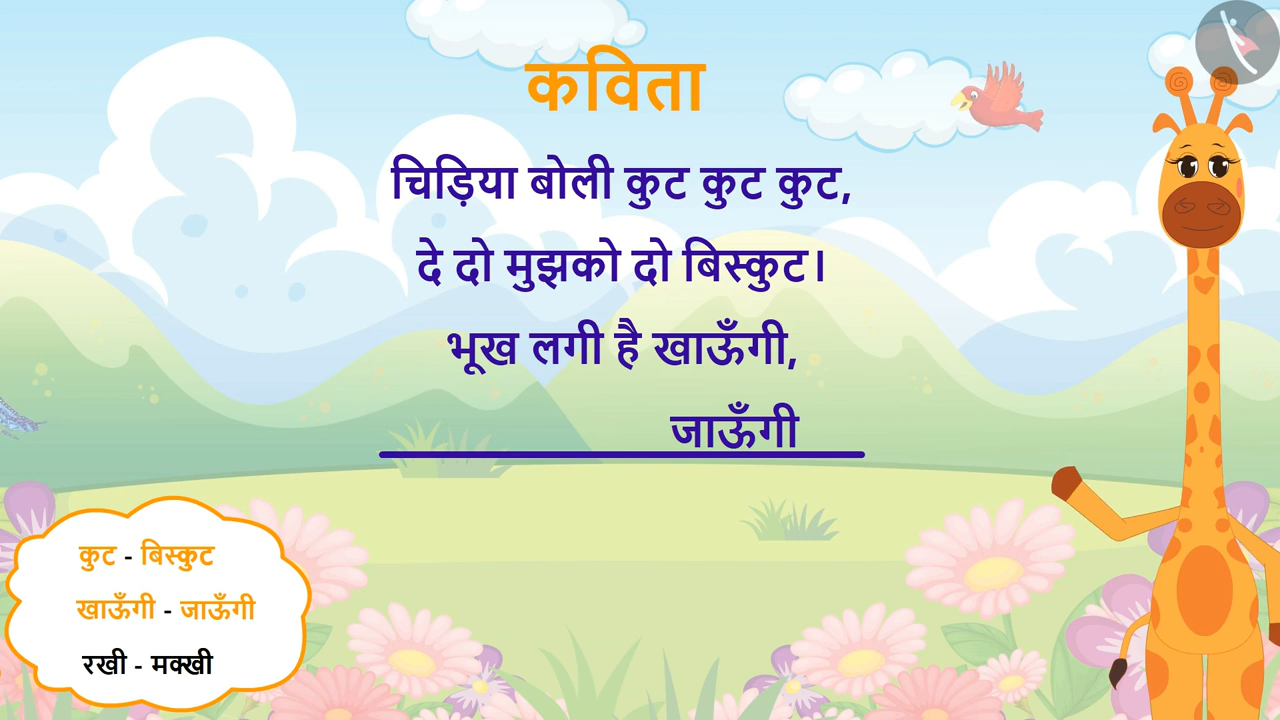 कविता
चिड़िया बोली कुट कुट कुट,
दे दो मुझको दो बिस्कुट।
भूख लगी है खाऊँगी,
जाऊँगी
कुट - बिस्कुट
खाऊँगी - जाऊँगी
रखी - मक्खी